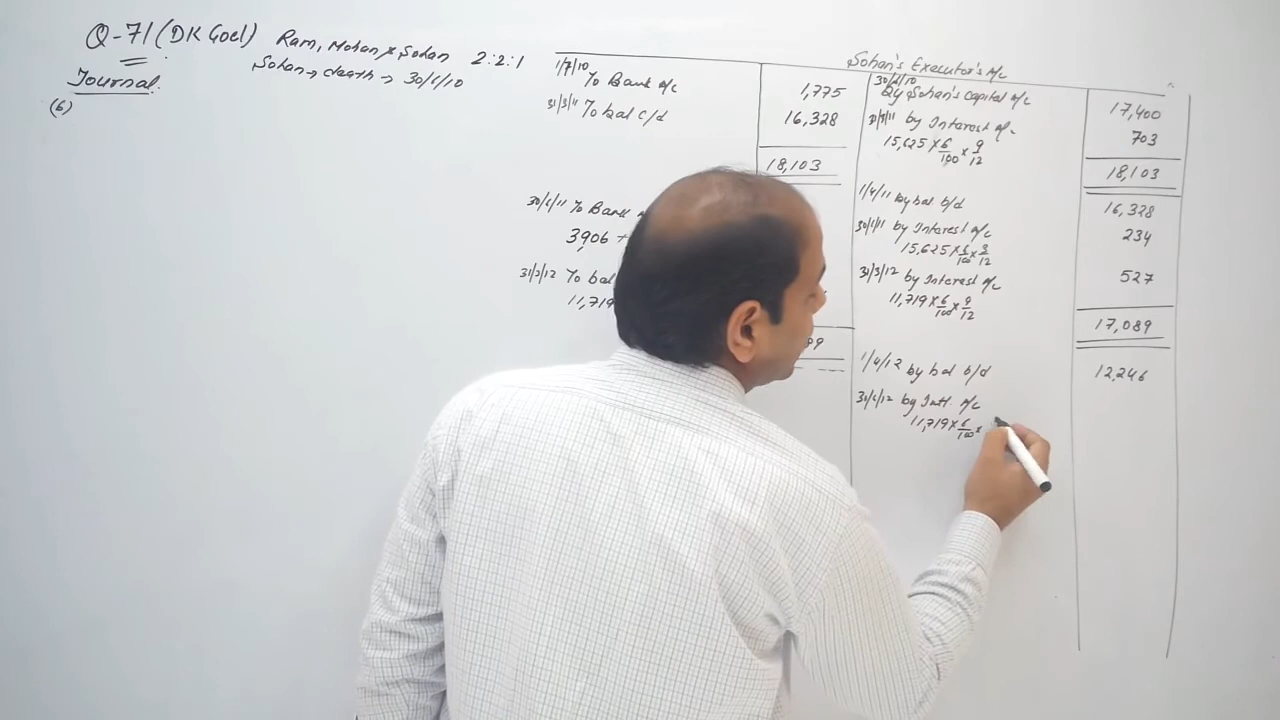 Q-71 (DK Goel) Ram, Mohan & Sohan 2:2:1
Sohan → death → 30/6/10
Journal
(6)
Sohan's Executor's A/c
1/7/10
To Bank A/c 1,775
31/3/11 To bal c/d 16,328
18,103
30/6/11 To Bank
3906 +
31/3/12 To bal
11,719
89
30/6/10
By Sohan's Capital A/c 17,400
31/3/11 by Interest A/c 703
15,625 × 6/100 × 9/12
18,103
1/4/11 by bal b/d 16,328
30/6/11 by Interest A/c 234
15,625 × 6/100 × 3/12
31/3/12 by Interest A/c 527
11,719 × 6/100 × 9/12
17,089
1/4/12 by bal b/d 12,246
30/6/12 by Intt. A/c
11,719 × 6/100 ×